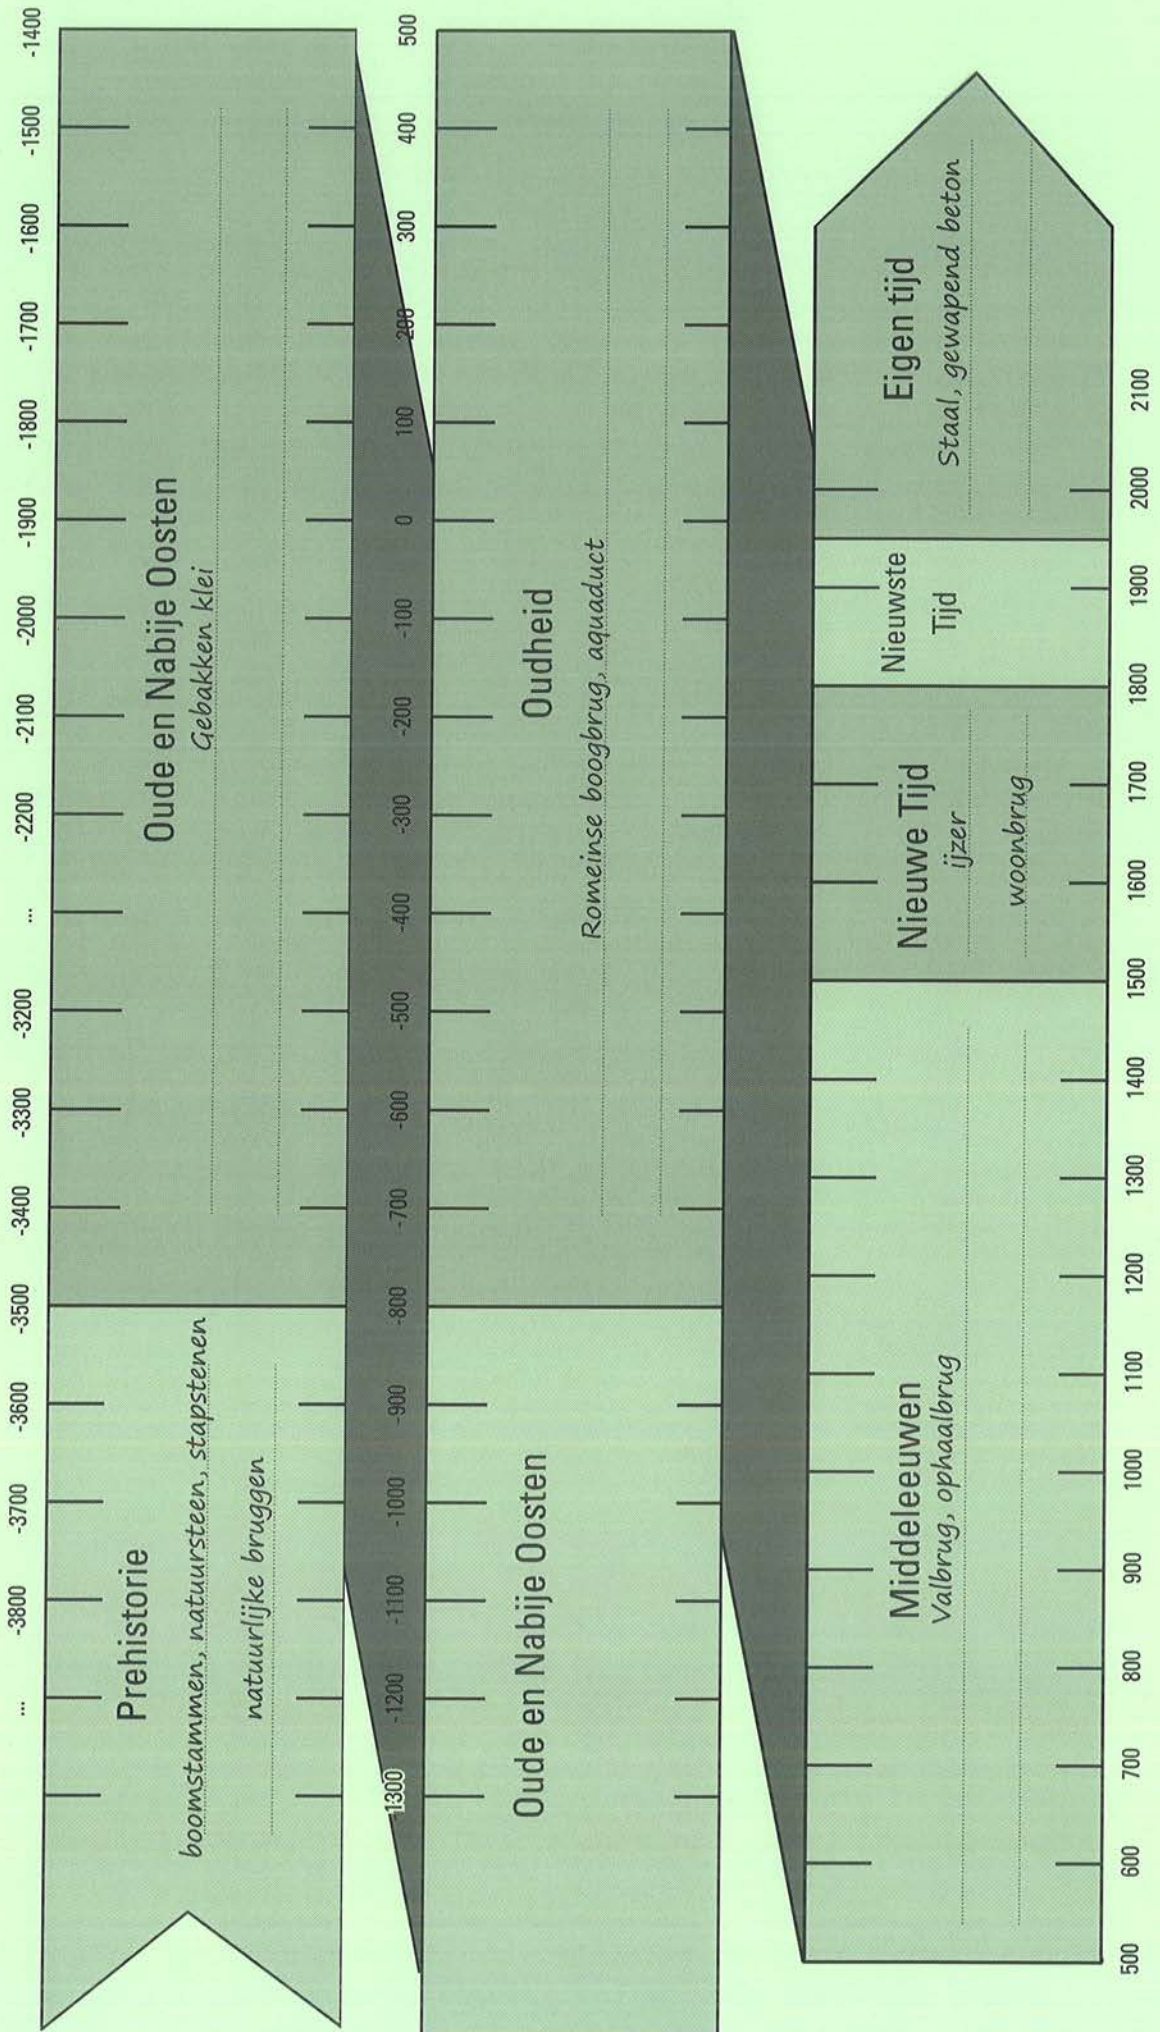 ... -3800 -3700 -3600 -3500 -3400 -3300 -3200 ... -2200 -2100 -2000 -1900 -1800 -1700 -1600 -1500 -1400
Prehistorie
boomstammen, natuursteen, stapstenen
natuurlijke bruggen
Oude en Nabije Oosten
Gebakken klei
-1300 -1200 -1100 -1000 -900 -800 -700 -600 -500 -400 -300 -200 -100 0 100 200 300 400 500
Oude en Nabije Oosten
Oudheid
Romeinse boogbrug, aquaduct
Middeleeuwen
Valbrug, ophaalbrug
Nieuwe Tijd
ijzer
woonbrug
Nieuwste
Tijd
Eigen tijd
Staal, gewapend beton
500 600 700 800 900 1000 1100 1200 1300 1400 1500 1600 1700 1800 1900 2000 2100